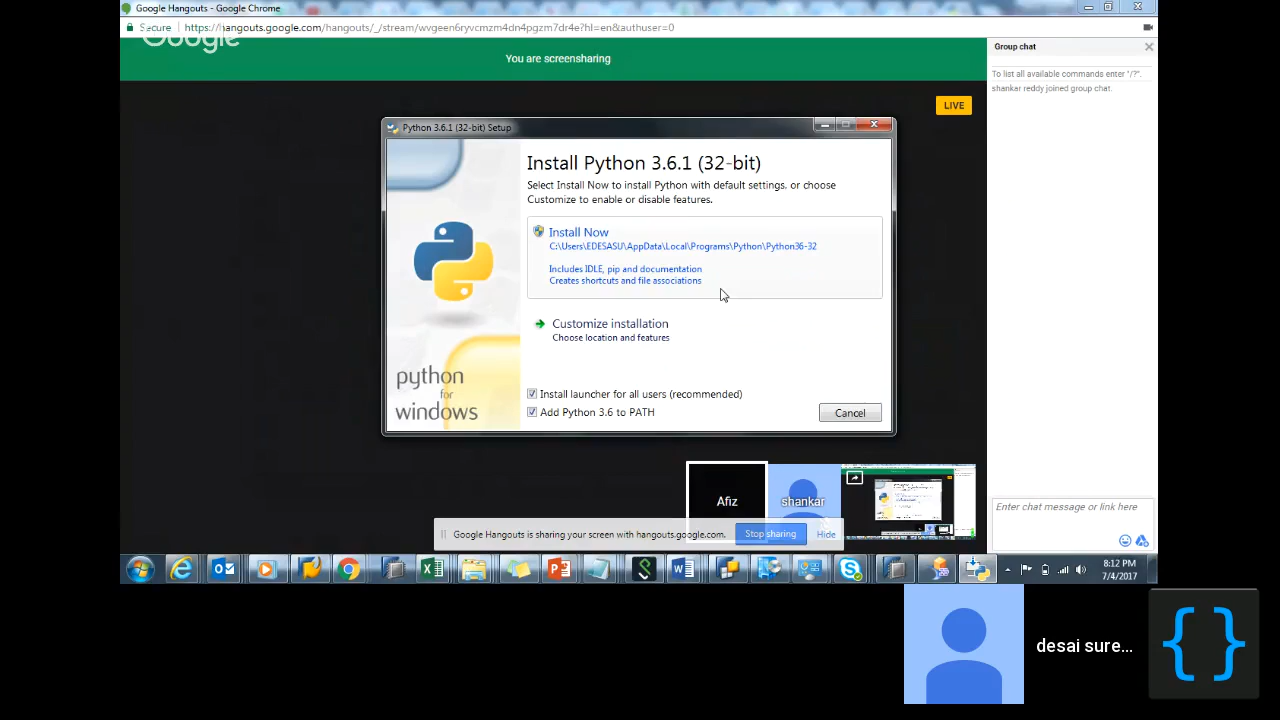 Google Hangouts - Google Chrome
Secure
https://hangouts.google.com/hangouts/_/stream/wvgeen6ryvcmzm4dn4pgzm7dr4e?hl=en&authuser=0
Google
You are screensharing
Group chat
To list all available commands enter "/?".
shankar reddy joined group chat.
LIVE
Python 3.6.1 (32-bit) Setup
Install Python 3.6.1 (32-bit)
Select Install Now to install Python with default settings, or choose
Customize to enable or disable features.
Install Now
C:\Users\EDESASU\AppData\Local\Programs\Python\Python36-32
Includes IDLE, pip and documentation
Creates shortcuts and file associations
Customize installation
Choose location and features
python
for
windows
Install launcher for all users (recommended)
Add Python 3.6 to PATH
Cancel
Afiz
shankar
Enter chat message or link here
Google Hangouts is sharing your screen with hangouts.google.com.
Stop sharing
Hide
8:12 PM
7/4/2017
desai sure...
{}